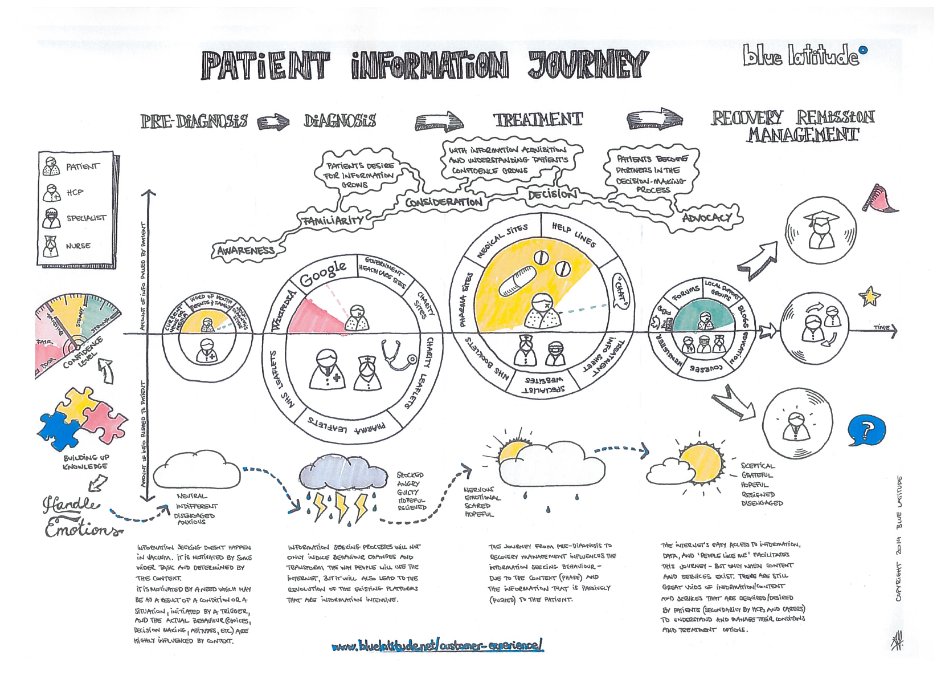 PATIENT INFORMATION JOURNEY
blue latitude
PRE-DIAGNOSIS
DIAGNOSIS
TREATMENT
RECOVERY REMISSION
MANAGEMENT
PATIENT
HCP
SPECIALIST
NURSE
PATIENT'S DESIRE
FOR INFORMATION
GROWS
WITH INFORMATION ACQUISITION
AND UNDERSTANDING PATIENT'S
CONFIDENCE GROWS
PATIENTS BECOME
PARTNERS IN THE
DECISION-MAKING
PROCESS
AWARENESS
FAMILIARITY
CONSIDERATION
DECISION
ADVOCACY
AMOUNT OF INFO PULLED BY PATIENT
AMOUNT OF INFO PUSHED TO PATIENT
CONFIDENCE
LEVEL
BUILDING UP
KNOWLEDGE
Handle
Emotions
WORD OF MOUTH
Google
GOVERNMENT
HEALTHCARE SITES
CHARITY
SITES
CHARITY LEAFLETS
PHARMA LEAFLETS
NHS LEAFLETS
MEDICAL SITES
HELP LINES
CHATS
TREATMENT
INFO SHEET
SPECIALIST
WEBSITES
NHS BOOKLETS
PHARMA SITES
FORUMS
LOCAL SUPPORT
GROUPS
BLOGS
EDUCATION
COURSES
NEWSLETTERS
TIME
NEUTRAL
INDIFFERENT
DISENGAGED
ANXIOUS
SHOCKED
ANGRY
GUILTY
HOPEFUL
RELIEVED
NERVOUS
EMOTIONAL
SCARED
HOPEFUL
SCEPTICAL
GRATEFUL
HOPEFUL
RESIGNED
DISENGAGED
?
INFORMATION SEEKING DOESN'T HAPPEN
IN VACUUM. IT IS MOTIVATED BY SOME
WIDER TASK AND DETERMINED BY
THE CONTEXT.
IT IS MOTIVATED BY A NEED WHICH MAY
BE AS A RESULT OF A CONDITION OR A
SITUATION, INITIATED BY A TRIGGER,
AND THE ACTUAL BEHAVIOUR (CHOICES,
DECISION MAKING, ETC) ARE
HIGHLY INFLUENCED BY CONTEXT.
INFORMATION SEEKING PROCESSES WILL NOT
ONLY INDUCE BEHAVIOUR CHANGES AND
TRANSFORM THE WAY PEOPLE WILL USE THE
INTERNET, BUT IT WILL ALSO LEAD TO THE
EVOLUTION OF THE EXISTING PLATFORMS
THAT ARE INFORMATION INTENSIVE.
THE JOURNEY FROM PRE-DIAGNOSIS TO
RECOVERY MANAGEMENT INFLUENCES THE
INFORMATION SEEKING BEHAVIOUR -
DUE TO THE CONTENT (PHASE) AND
THE INFORMATION THAT IS PASSIVELY
(PUSHED) TO THE PATIENT.
THE INTERNET'S EASY ACCESS TO INFORMATION,
DATA, AND 'PEOPLE LIKE ME' FACILITATES
THIS JOURNEY - BUT ONLY WHEN CONTENT
AND SERVICES EXIST. THERE ARE STILL
GREAT VOIDS OF INFORMATION/CONTENT
AND SERVICES THAT ARE REQUIRED/DESIRED
BY PATIENTS (SECONDARILY BY HCPs AND CARERS)
TO UNDERSTAND AND MANAGE THEIR CONDITIONS
AND TREATMENT OPTIONS.
www.bluelatitude.net/customer-experience/
COPYRIGHT 2014 BLUE LATITUDE